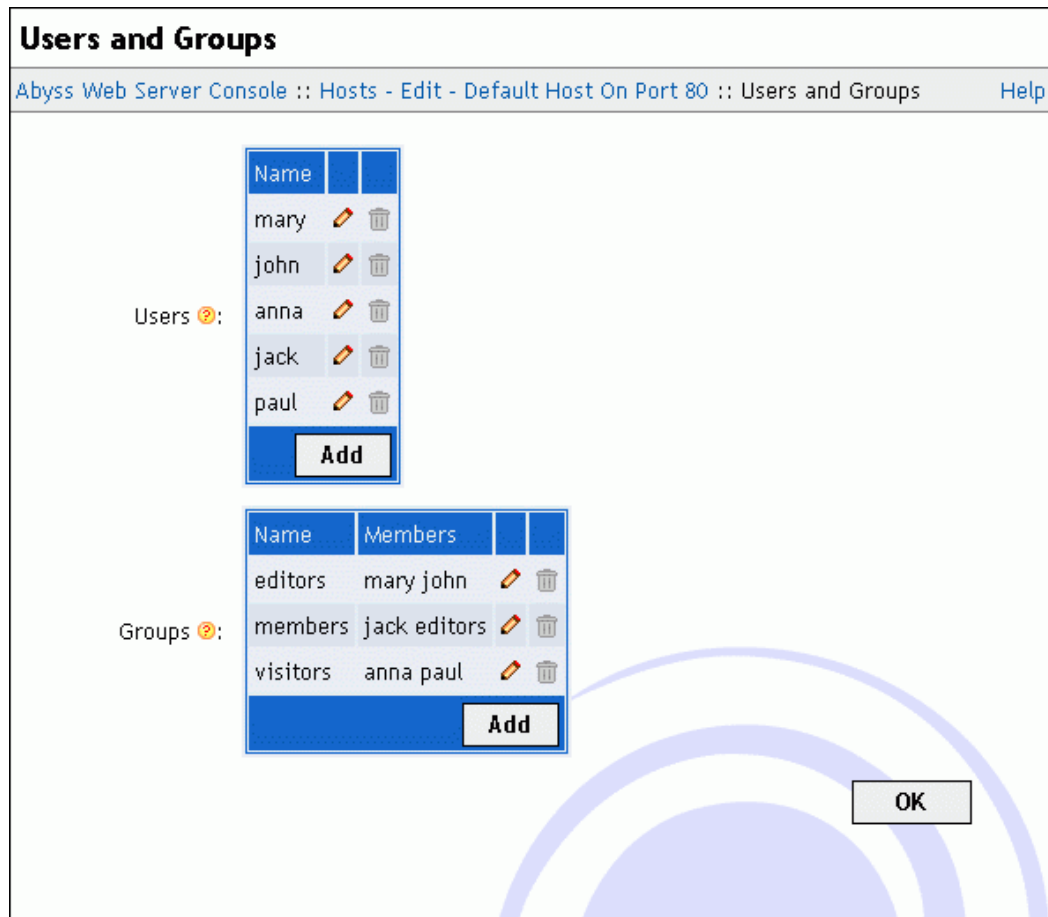 Users and Groups
Abyss Web Server Console :: Hosts - Edit - Default Host On Port 80 :: Users and Groups Help
Users ?:
Name
mary
john
anna
jack
paul
Add
Groups ?:
Name Members
editors mary john
members jack editors
visitors anna paul
Add
OK